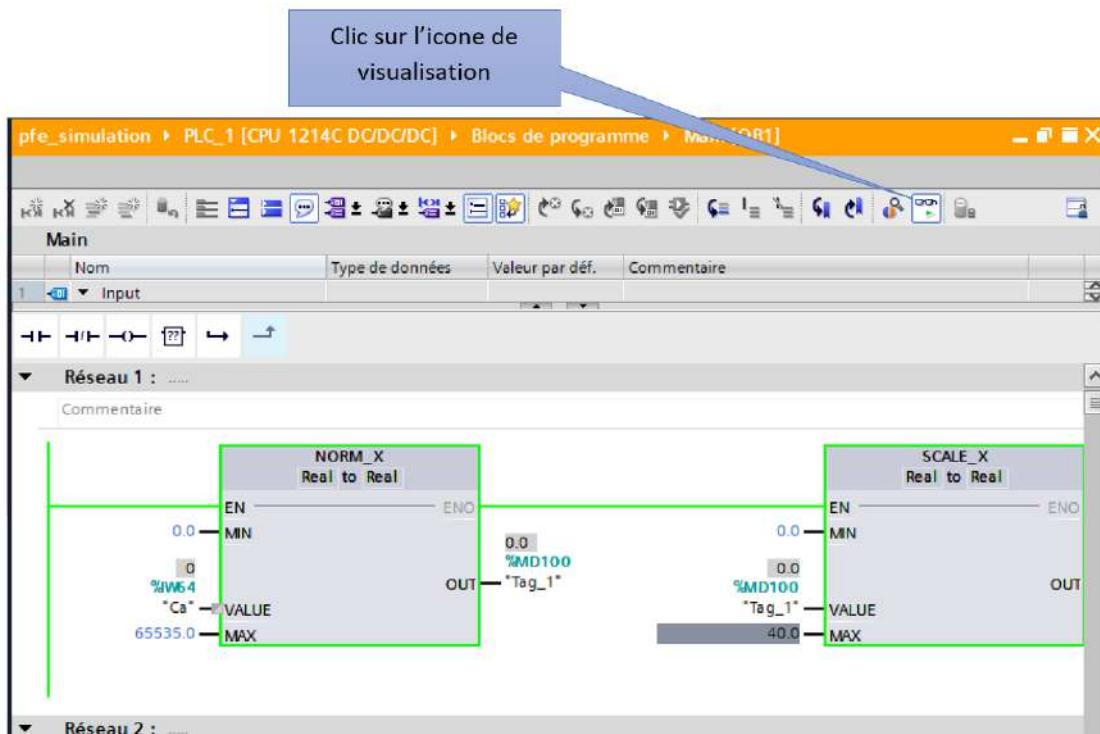 Clic sur l'icone de
visualisation
pfe_simulation ▸ PLC_1 [CPU 1214C DC/DC/DC] ▸ Blocs de programme ▸ [OB1]
Main
Nom Type de données Valeur par déf. Commentaire
1 Input
??
Réseau 1 : .....
Commentaire
NORM_X SCALE_X
Real to Real Real to Real
EN ENO EN ENO
0.0 MIN 0.0 MIN
0.0
0 %MD100 0.0
%IW64 OUT "Tag_1" %MD100 OUT
"Ca" VALUE "Tag_1" VALUE
65535.0 MAX 40.0 MAX
Réseau 2 : .....